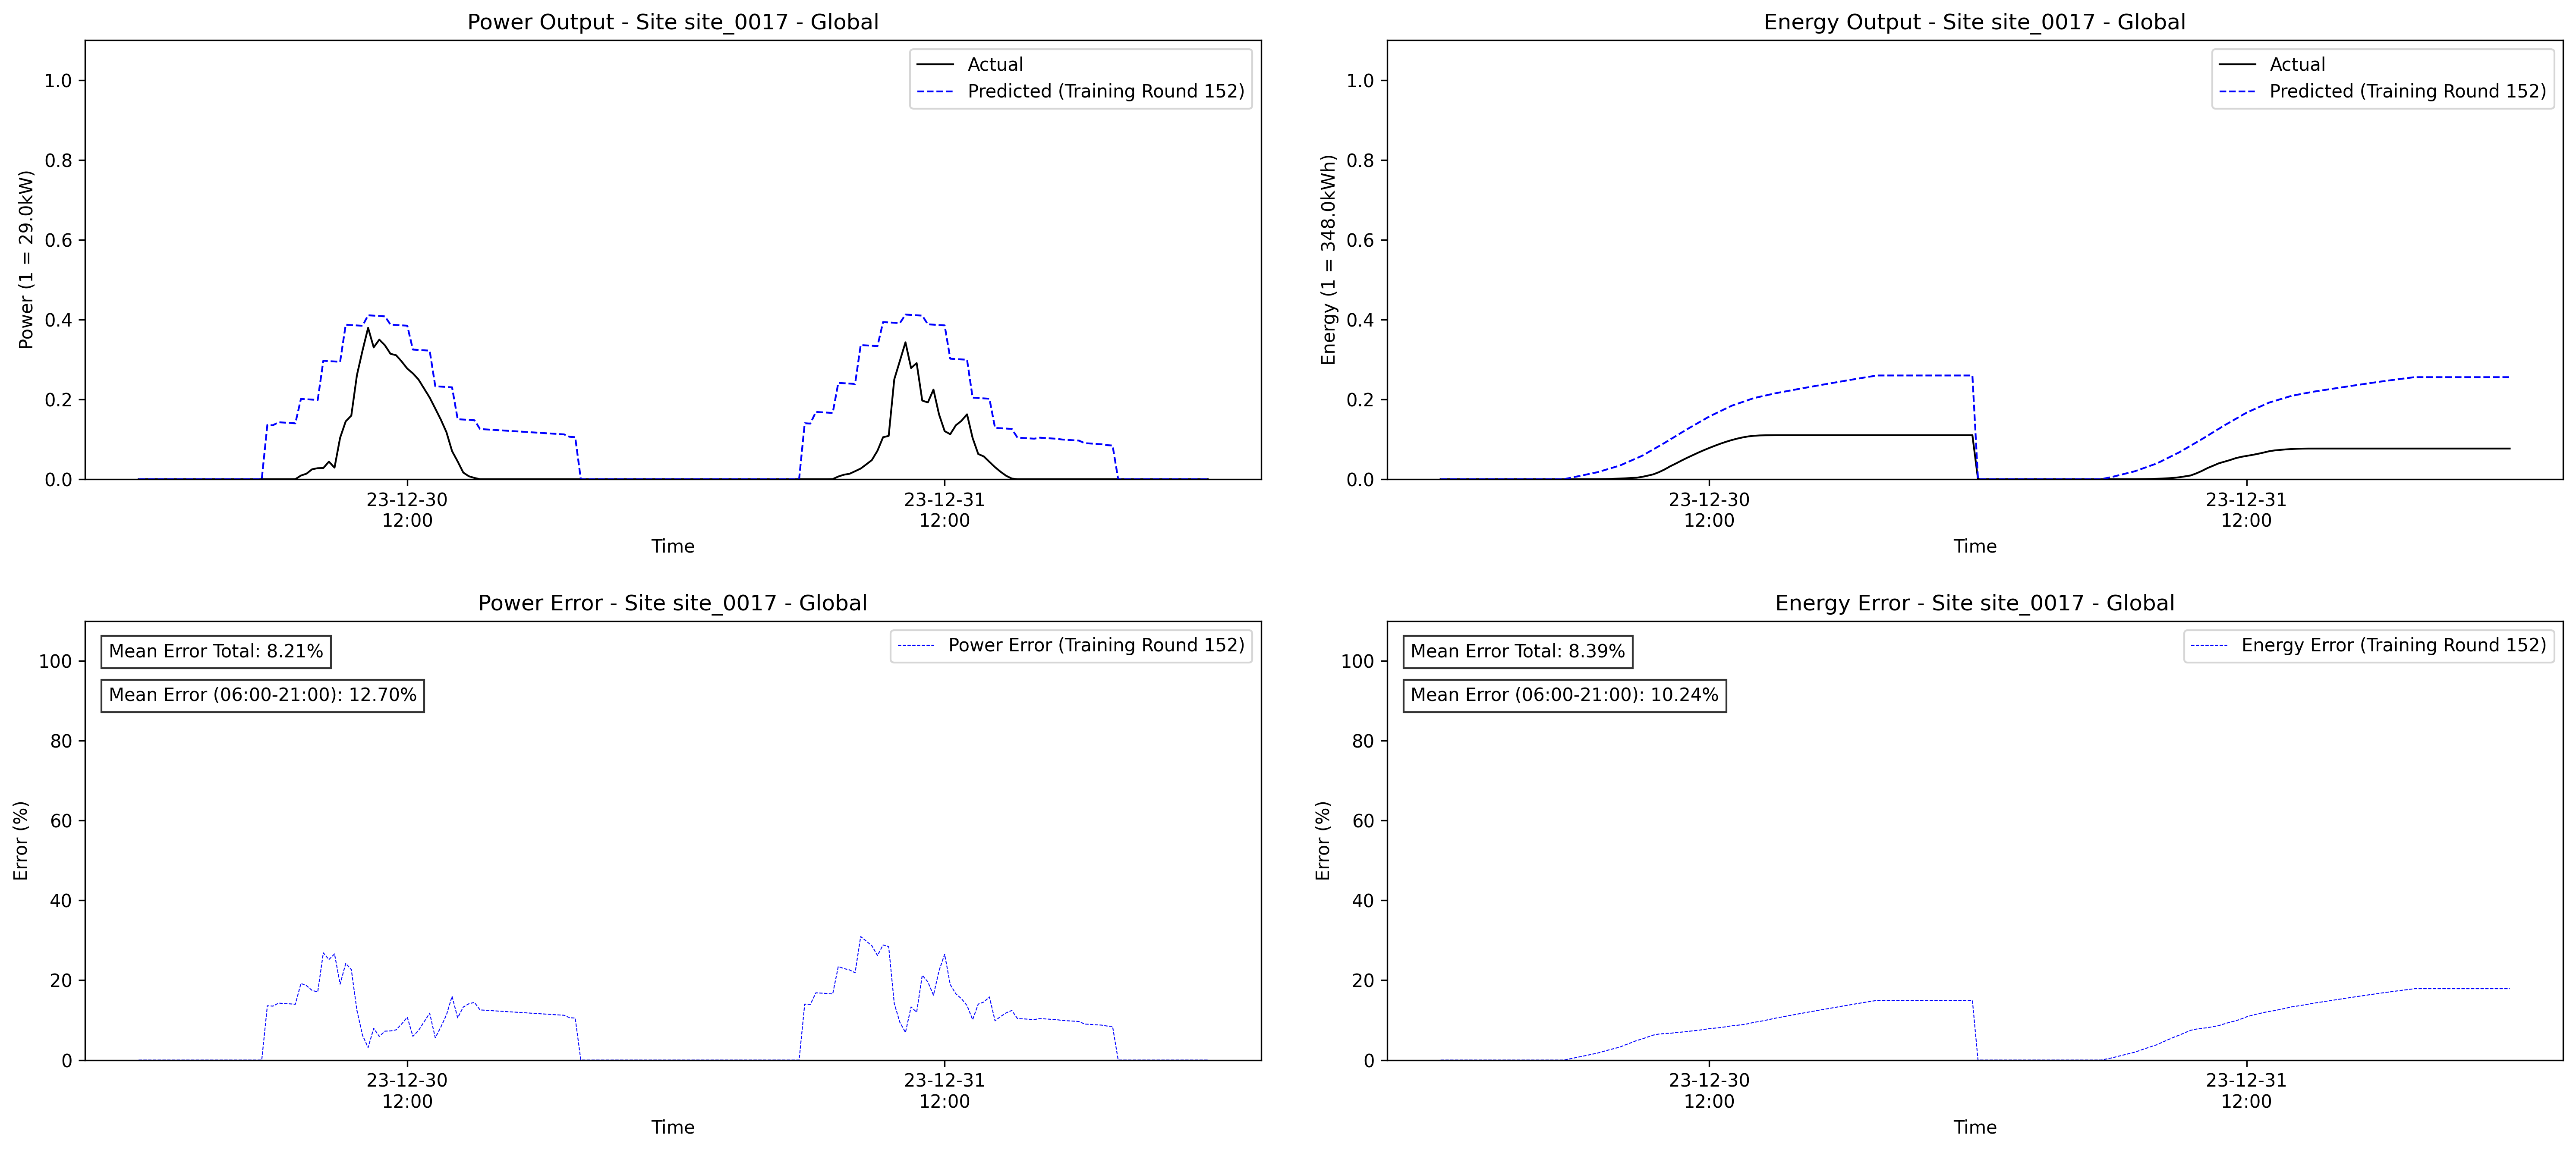 Power Output - Site site_0017 - Global
Power (1 = 29.0kW)
1.0
0.8
0.6
0.4
0.2
0.0
Actual
Predicted (Training Round 152)
23-12-30
12:00
23-12-31
12:00
Time
Energy Output - Site site_0017 - Global
Energy (1 = 348.0kWh)
1.0
0.8
0.6
0.4
0.2
0.0
Actual
Predicted (Training Round 152)
23-12-30
12:00
23-12-31
12:00
Time
Power Error - Site site_0017 - Global
Error (%)
100
80
60
40
20
0
Mean Error Total: 8.21%
Mean Error (06:00-21:00): 12.70%
Power Error (Training Round 152)
23-12-30
12:00
23-12-31
12:00
Time
Energy Error - Site site_0017 - Global
Error (%)
100
80
60
40
20
0
Mean Error Total: 8.39%
Mean Error (06:00-21:00): 10.24%
Energy Error (Training Round 152)
23-12-30
12:00
23-12-31
12:00
Time